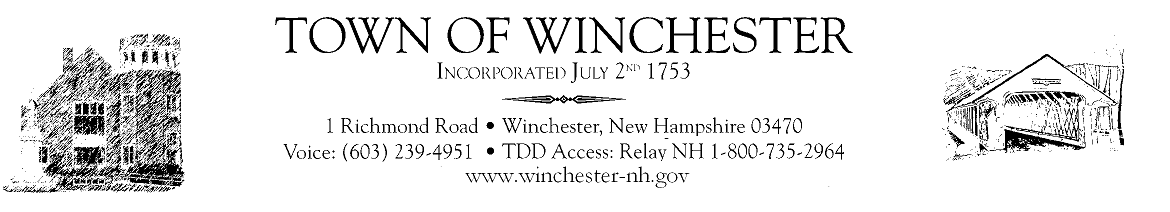 TOWN OF WINCHESTER
INCORPORATED JULY 2ND 1753
1 Richmond Road • Winchester, New Hampshire 03470
Voice: (603) 239-4951 • TDD Access: Relay NH 1-800-735-2964
www.winchester-nh.gov